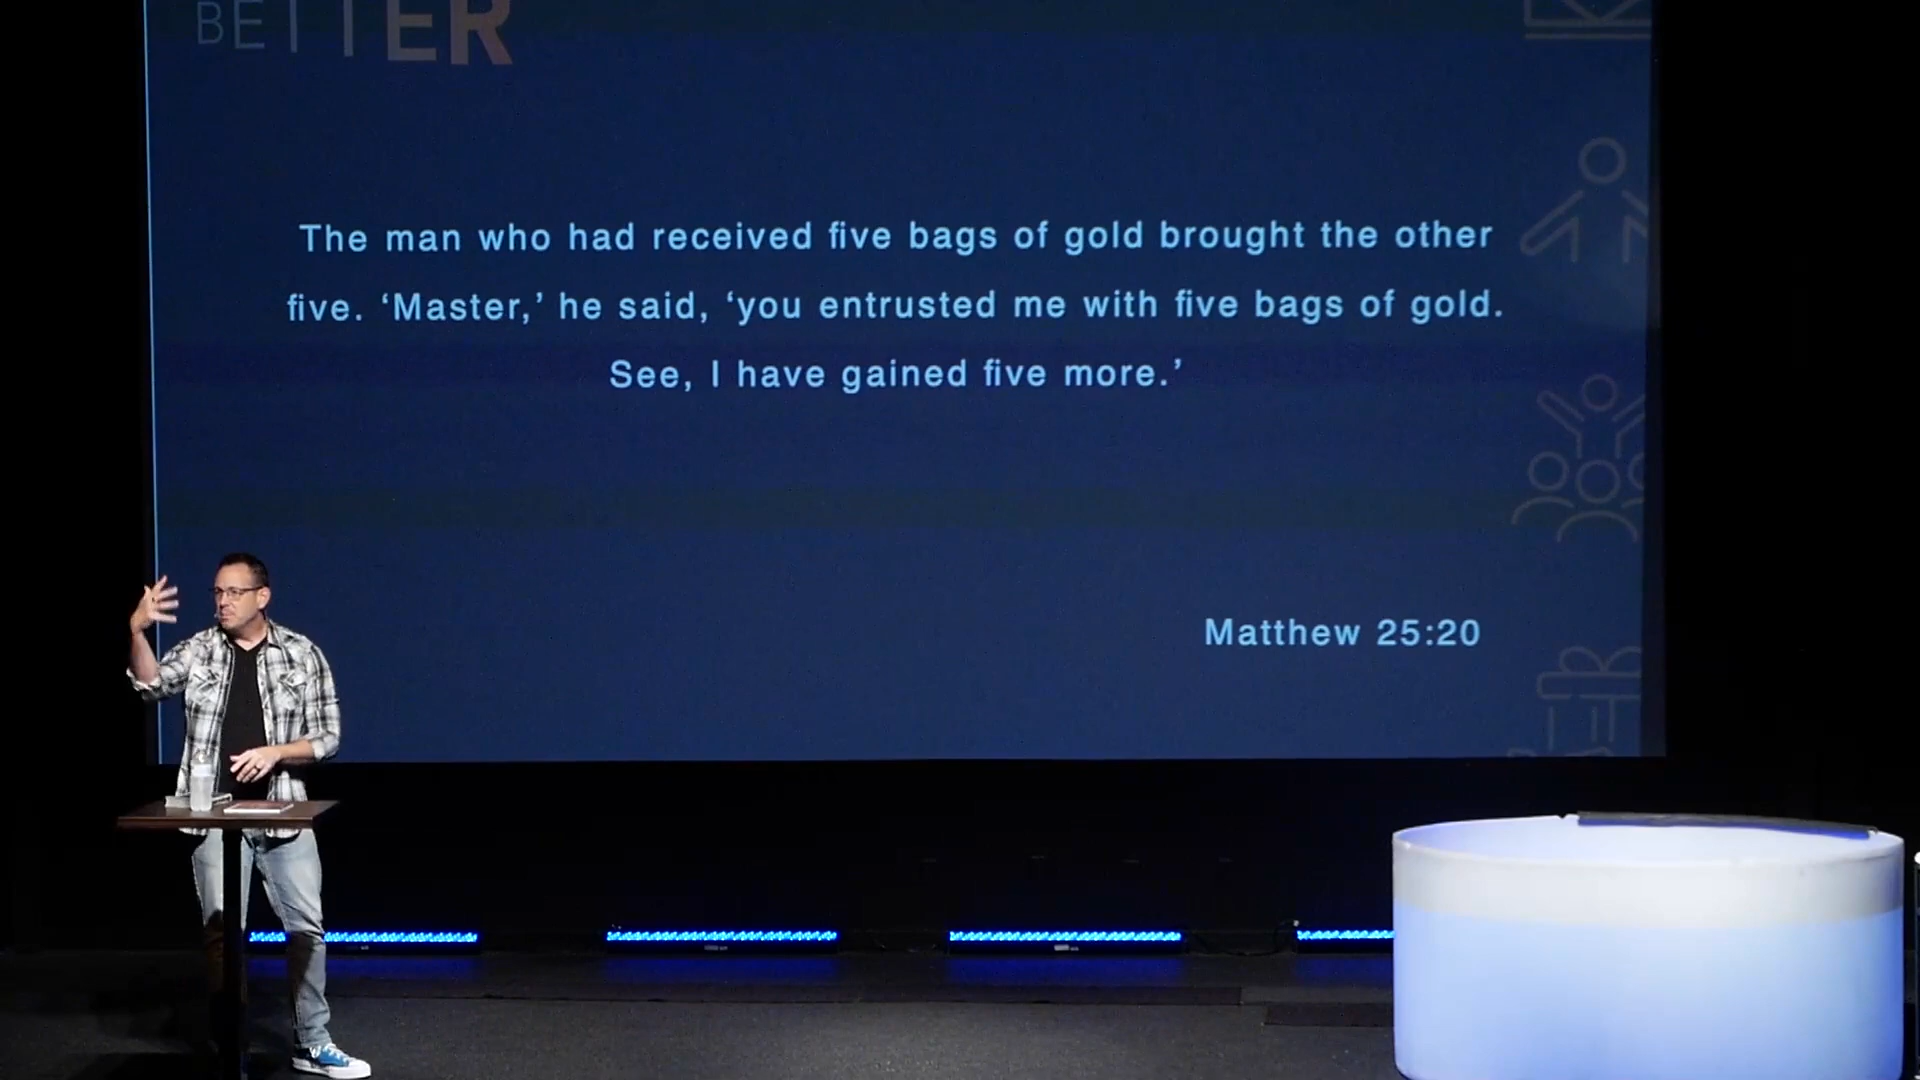 BETTER
The man who had received five bags of gold brought the other
five. ‘Master,’ he said, ‘you entrusted me with five bags of gold.
See, I have gained five more.’
Matthew 25:20